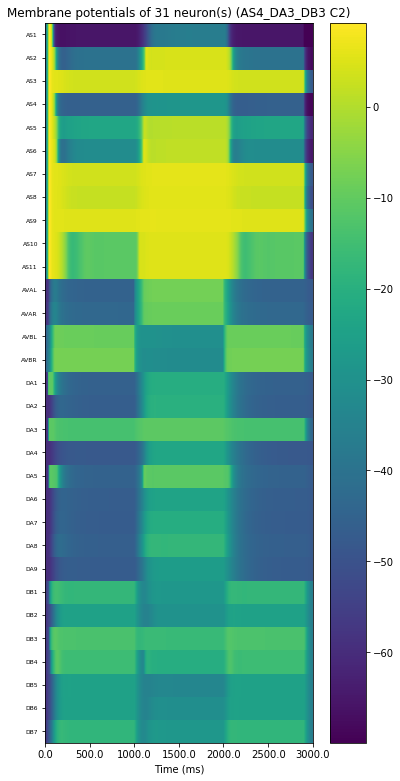 Membrane potentials of 31 neuron(s) (AS4_DA3_DB3 C2)
AS1
AS2
AS3
AS4
AS5
AS6
AS7
AS8
AS9
AS10
AS11
AVAL
AVAR
AVBL
AVBR
DA1
DA2
DA3
DA4
DA5
DA6
DA7
DA8
DA9
DB1
DB2
DB3
DB4
DB5
DB6
DB7
0.0 500.0 1000.0 1500.0 2000.0 2500.0 3000.0
Time (ms)
0
−10
−20
−30
−40
−50
−60